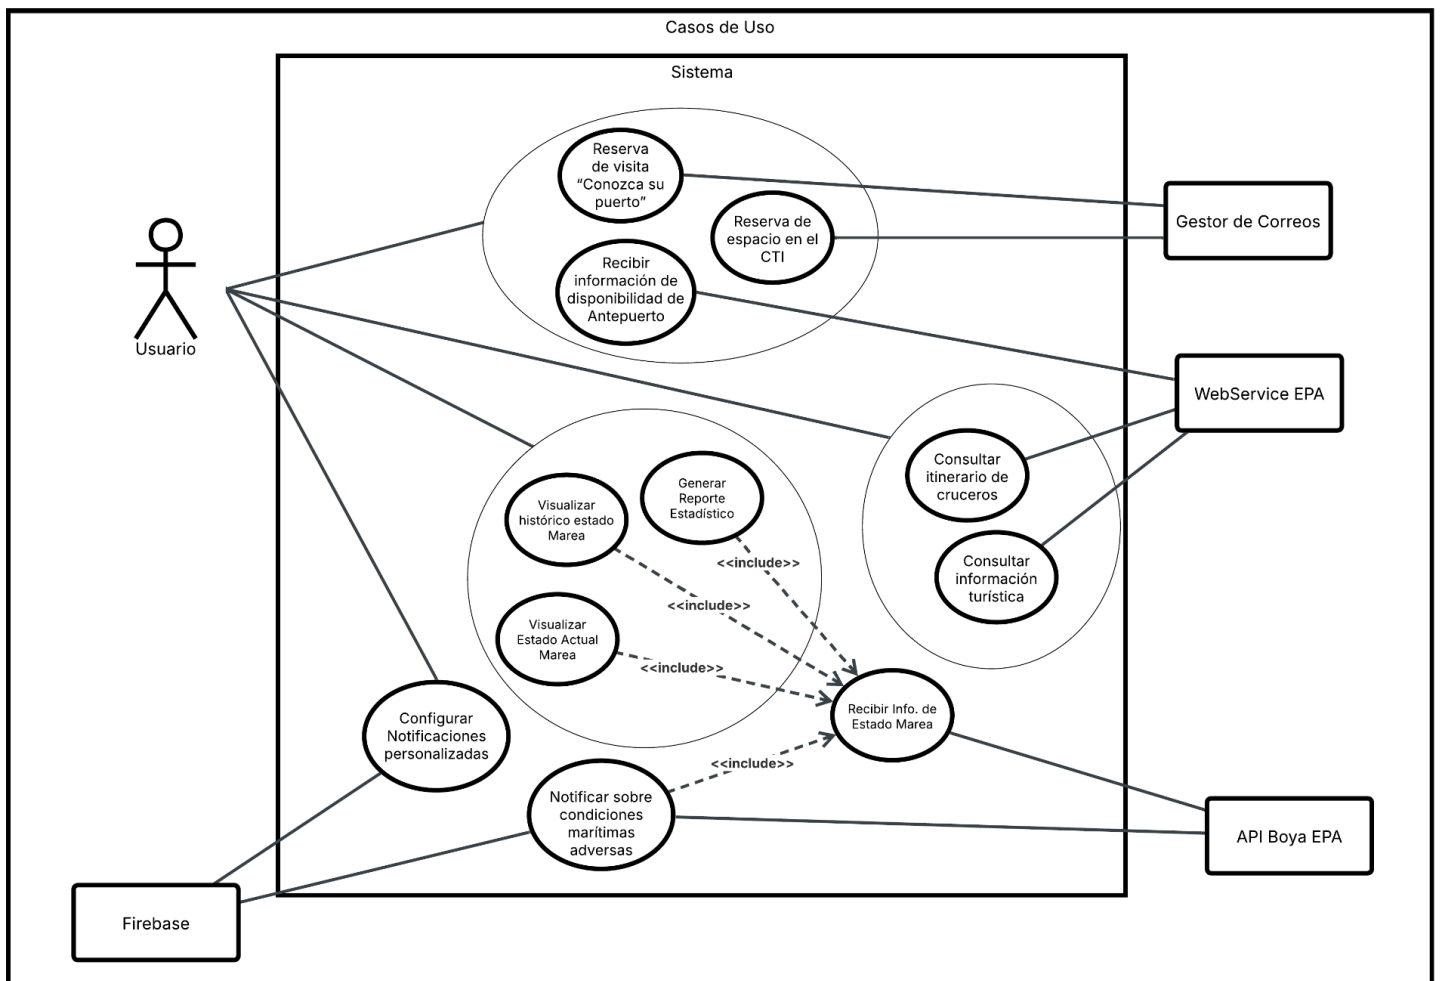 Casos de Uso
Sistema
Reserva
de visita
“Conozca su
puerto”
Reserva de
espacio en el
CTI
Recibir
información de
disponibilidad de
Antepuerto
Gestor de Correos
Usuario
WebService EPA
Consultar
itinerario de
cruceros
Consultar
información
turística
Generar
Reporte
Estadístico
Visualizar
histórico estado
Marea
<<include>>
<<include>>
Visualizar
Estado Actual
Marea
<<include>>
Recibir Info. de
Estado Marea
Configurar
Notificaciones
personalizadas
<<include>>
Notificar sobre
condiciones
marítimas
adversas
API Boya EPA
Firebase